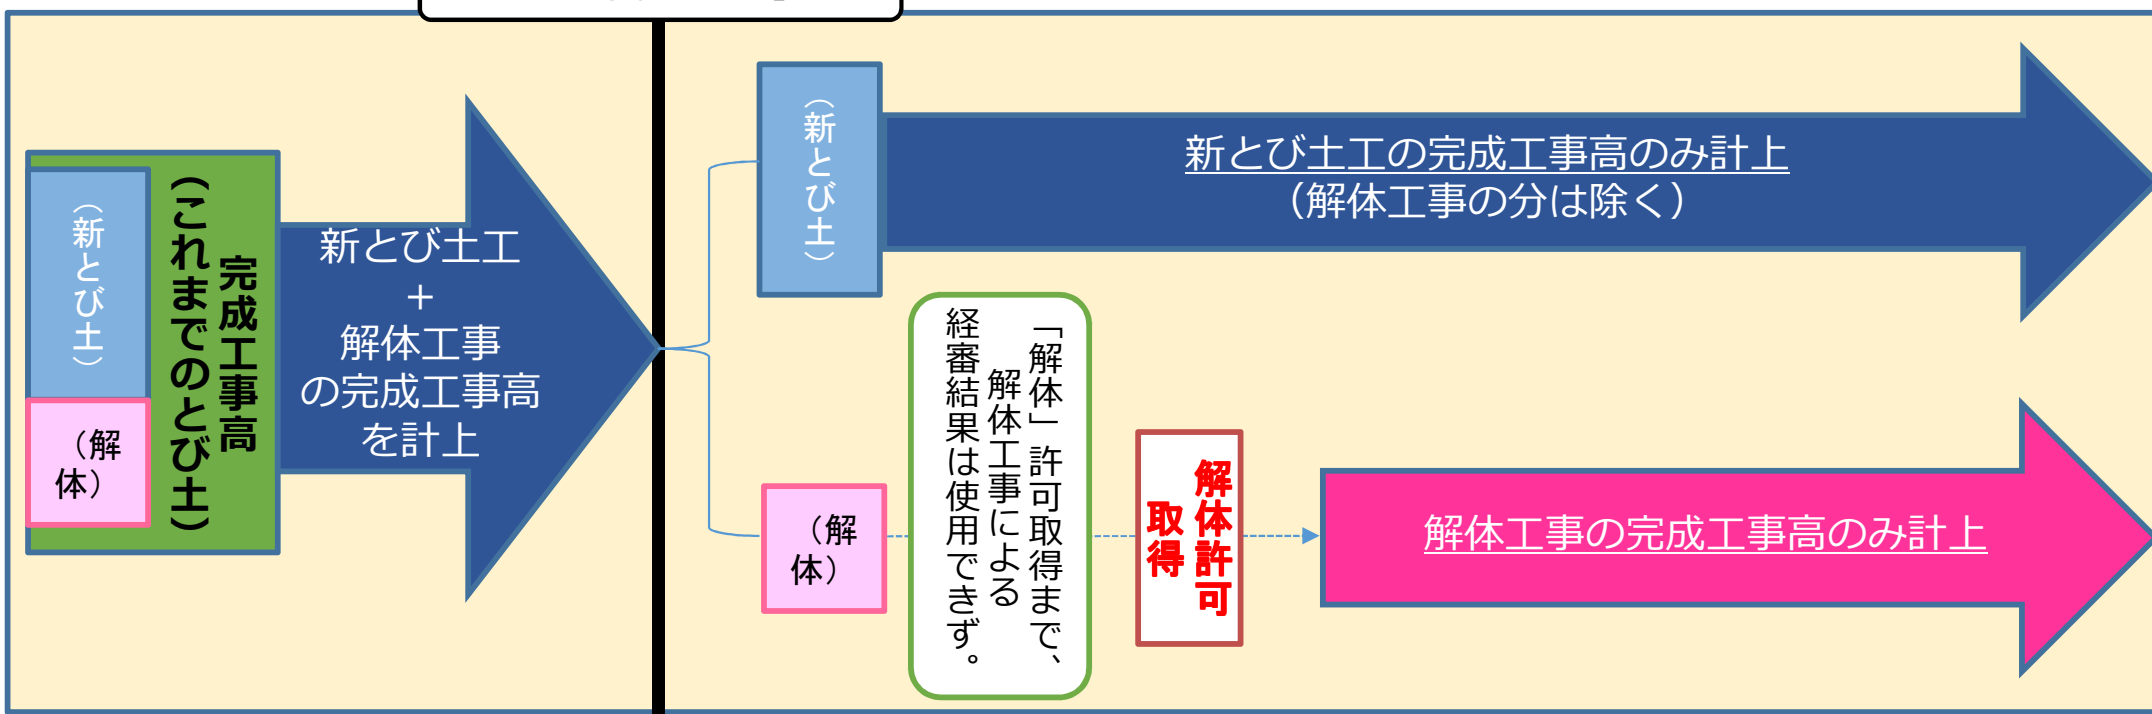 （新とび土）
（解
体）
完成工事高
（これまでのとび土）
新とび土工
＋
解体工事
の完成工事高
を計上
（新とび土）
新とび土工の完成工事高のみ計上
（解体工事の分は除く）
（解
体）
「解体」許可取得まで、
解体工事による
経審結果は使用できず。
解体許可
取得
解体工事の完成工事高のみ計上